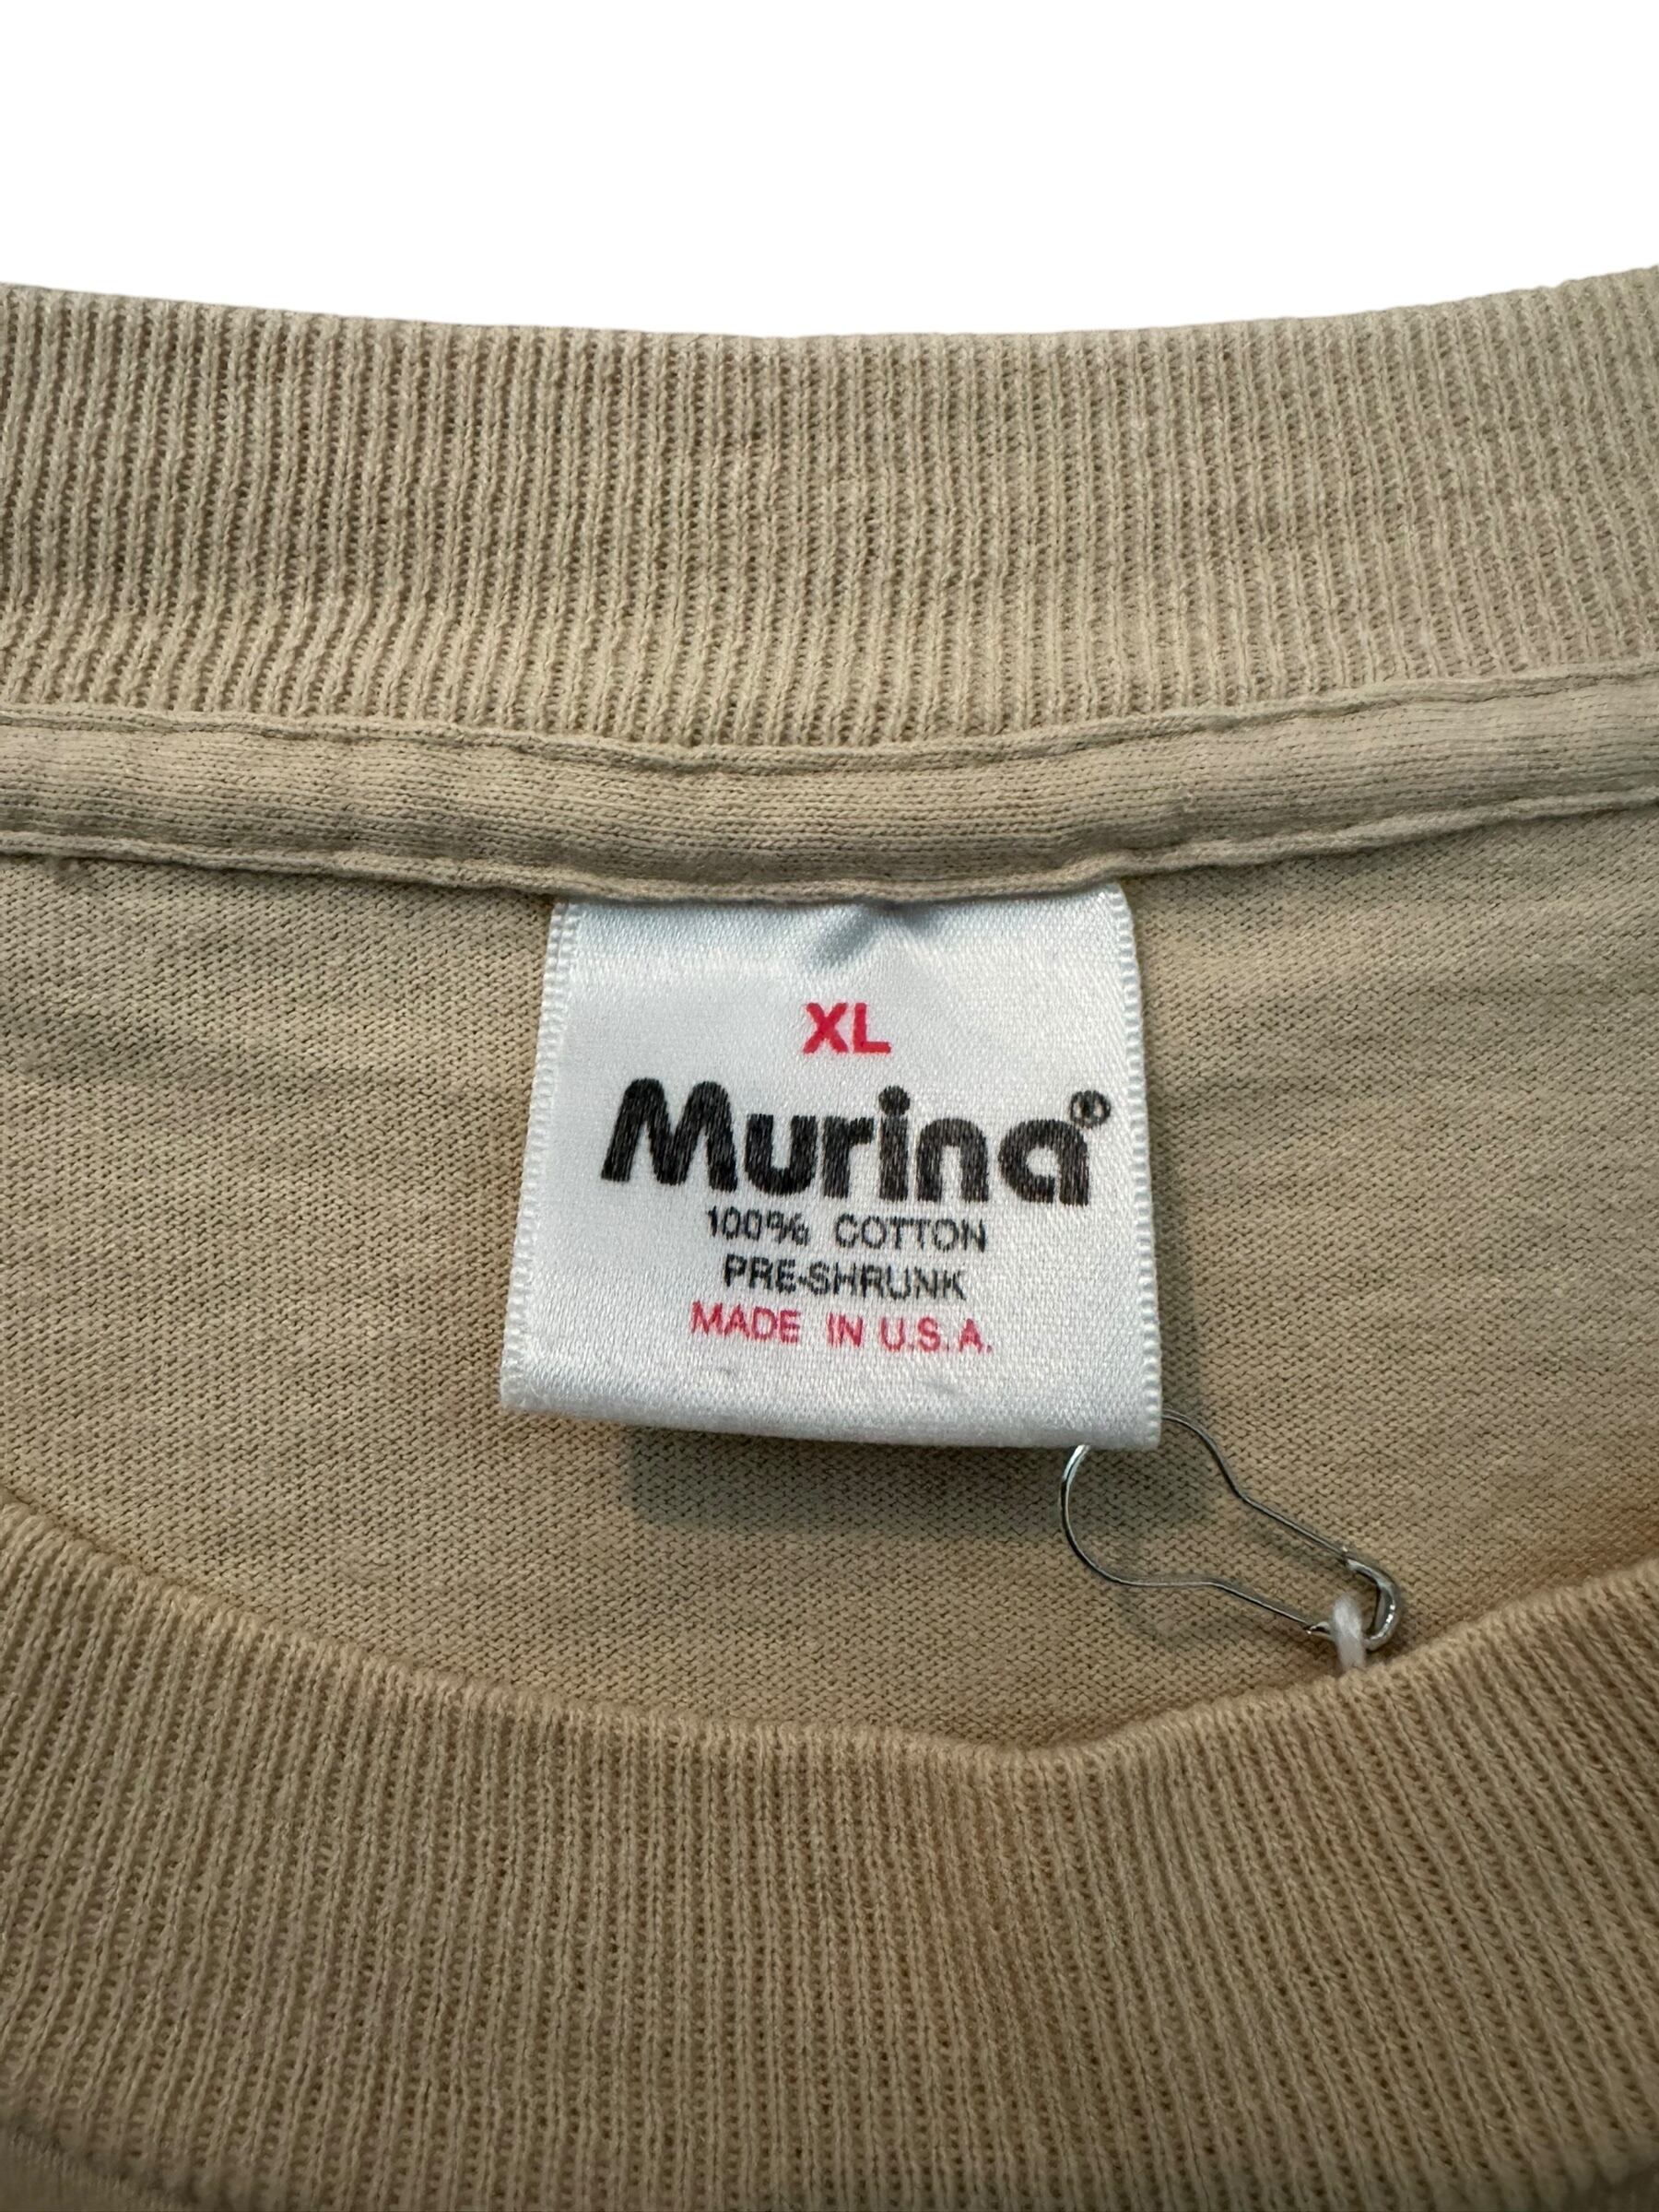 XL
Murina®
100% COTTON
PRE-SHRUNK
MADE IN U.S.A.